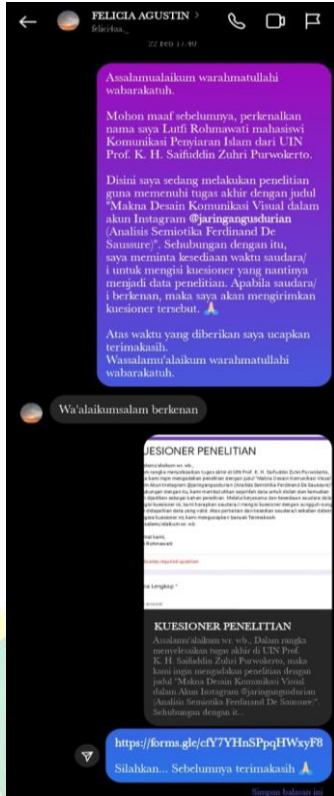 FELICIA AGUSTIN >
22 FEB 17.40
Assalamualaikum warahmatullahi
wabarakatuh.
Mohon maaf sebelumnya, perkenalkan
nama saya Lutfi Rohmawati mahasiswi
Komunikasi Penyiaran Islam dari UIN
Prof. K. H. Saifuddin Zuhri Purwokerto.
Disini saya sedang melakukan penelitian
guna memenuhi tugas akhir dengan judul
"Makna Desain Komunikasi Visual dalam
akun Instagram @jaringangusdurian
(Analisis Semiotika Ferdinand De
Saussure)", Sehubungan dengan itu,
saya meminta kesediaan waktu saudara/
i untuk mengisi kuesioner yang nantinya
menjadi data penelitian. Apabila saudara/
i berkenan, maka saya akan mengirimkan
kuesioner tersebut. 🙏
Atas waktu yang diberikan saya ucapkan
terimakasih.
Wassalamu'alaikum warahmatullahi
wabarakatuh.
Wa'alaikumsalam berkenan
UESIONER PENELITIAN
KUESIONER PENELITIAN
Assalamu'alaikum wr. wb., Dalam rangka
menyelesaikan tugas akhir di UIN Prof.
K. H. Saifuddin Zuhri Purwokerto, maka
kami ingin mengadakan penelitian dengan
judul "Makna Desain Komunikasi Visual
dalam Akun Instagram @jaringangusdurian
(Analisis Semiotika Ferdinand De Saussure)".
Sehubungan dengan it...
https://forms.gle/cfY7YHnSPpqHWxyF8
Silahkan... Sebelumnya terimakasih 🙏
Simpan balasan ini